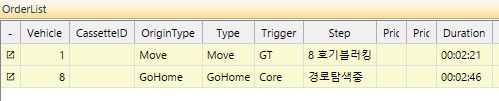 OrderList
- Vehicle CassetteID OriginType Type Trigger Step Pric Pric Duration
1 Move Move GT 8 호기블러킹 00:02:21
8 GoHome GoHome Core 경로탐색중 00:02:46